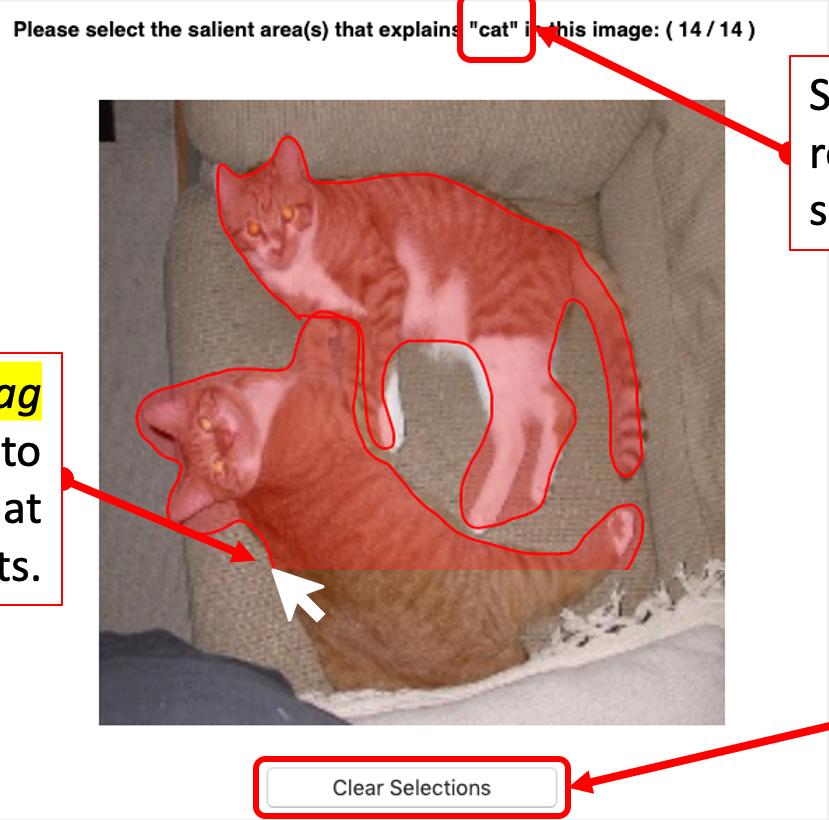 Please select the salient area(s) that explains "cat" in this image: ( 14 / 14 )
S
re
s
ag
to
at
ts.
Clear Selections